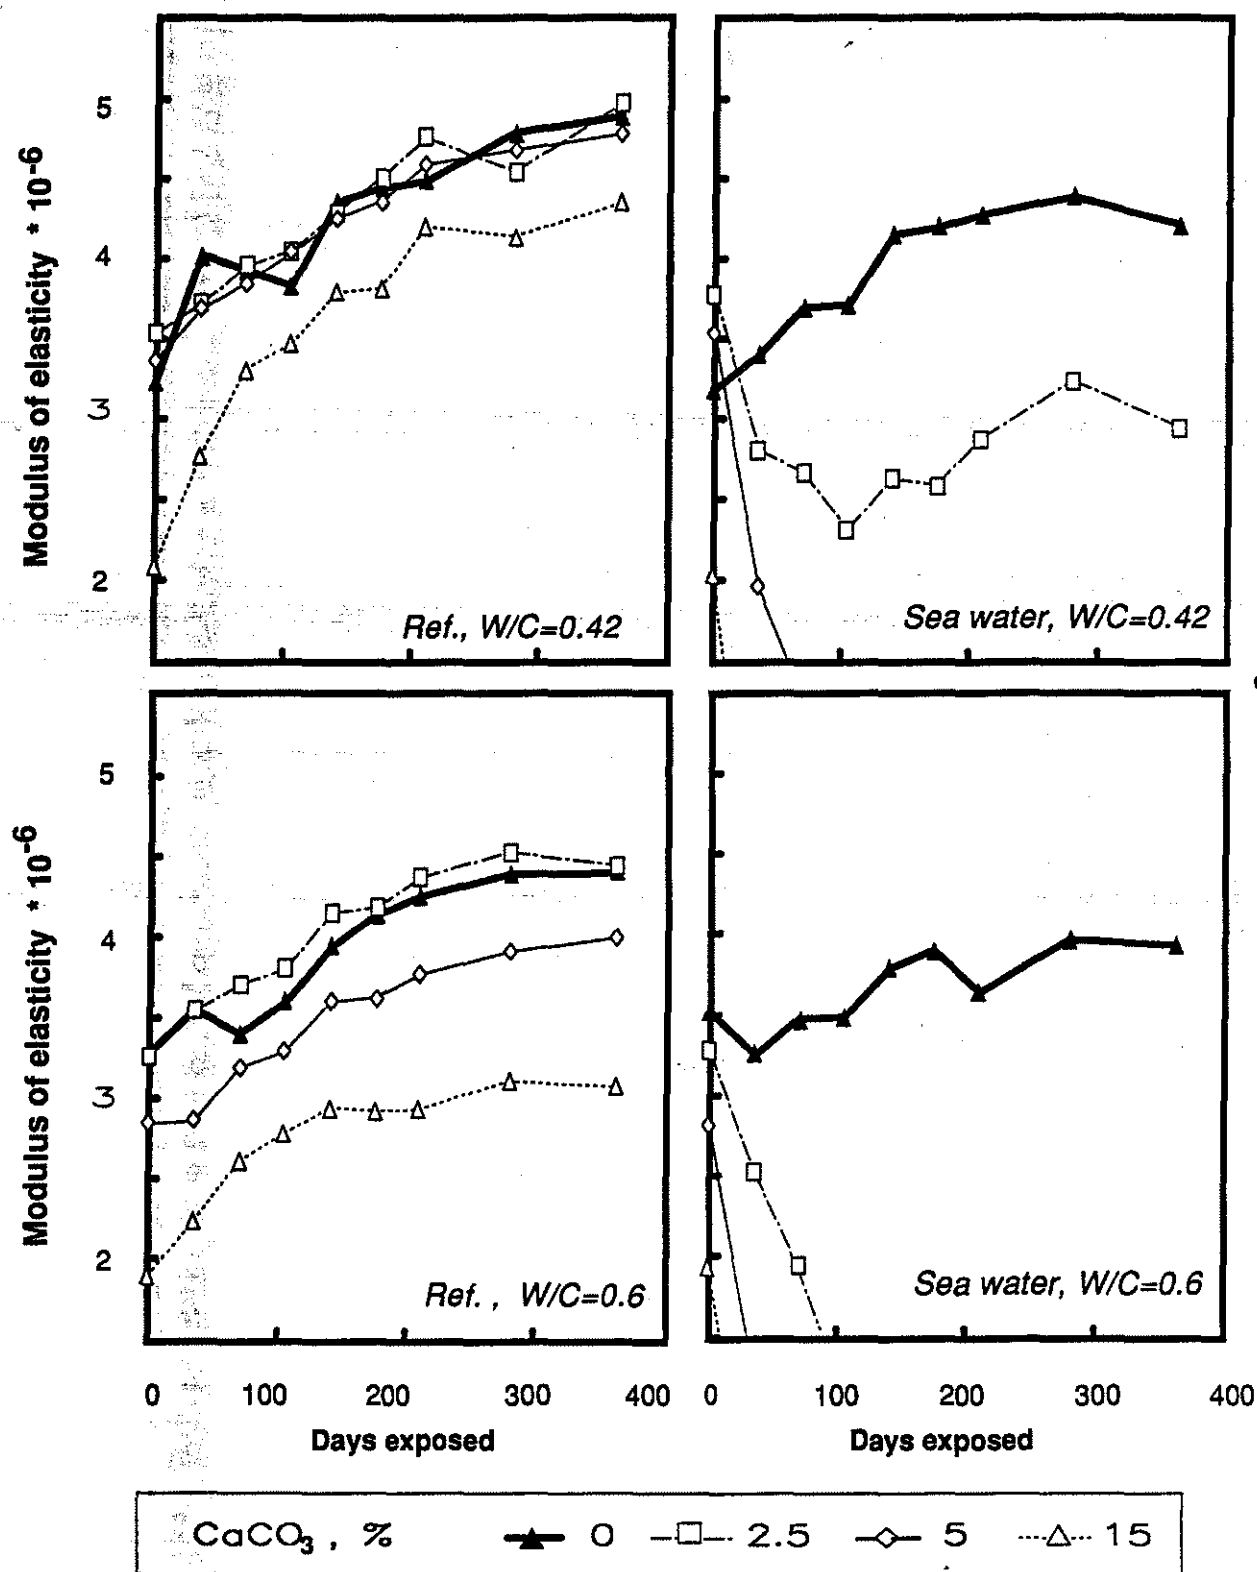 Modulus of elasticity * 10-6
5
4
3
2
Ref., W/C=0.42
Sea water, W/C=0.42
Modulus of elasticity * 10-6
5
4
3
2
Ref. , W/C=0.6
Sea water, W/C=0.6
0 100 200 300 400
0 100 200 300 400
Days exposed
Days exposed
CaCO₃ , % 0 2.5 5 15